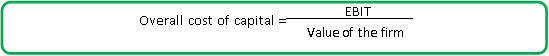 Overall cost of capital = EBIT
Value of the firm